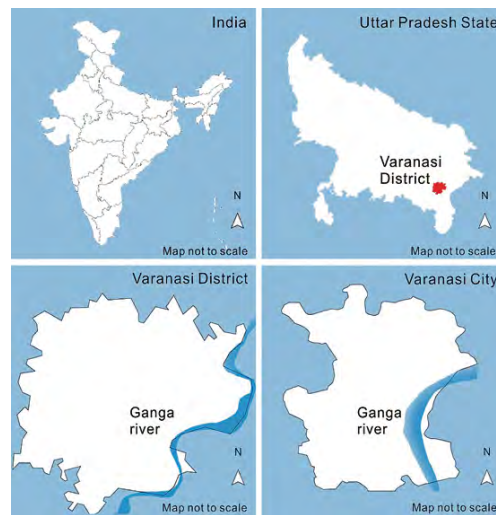 India
N
Map not to scale
Uttar Pradesh State
Varanasi
District
N
Map not to scale
Varanasi District
Ganga
river
N
Map not to scale
Varanasi City
Ganga
river
N
Map not to scale